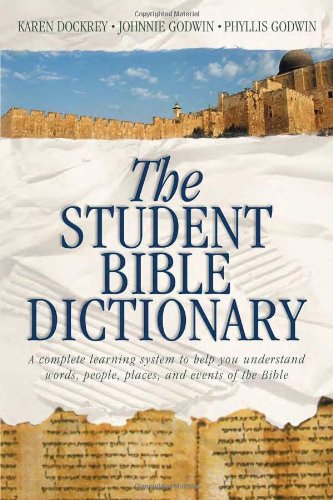 KAREN DOCKREY • JOHNNIE GODWIN • PHYLLIS GODWIN
The
STUDENT
BIBLE
DICTIONARY
A complete learning system to help you understand
words, people, places, and events of the Bible